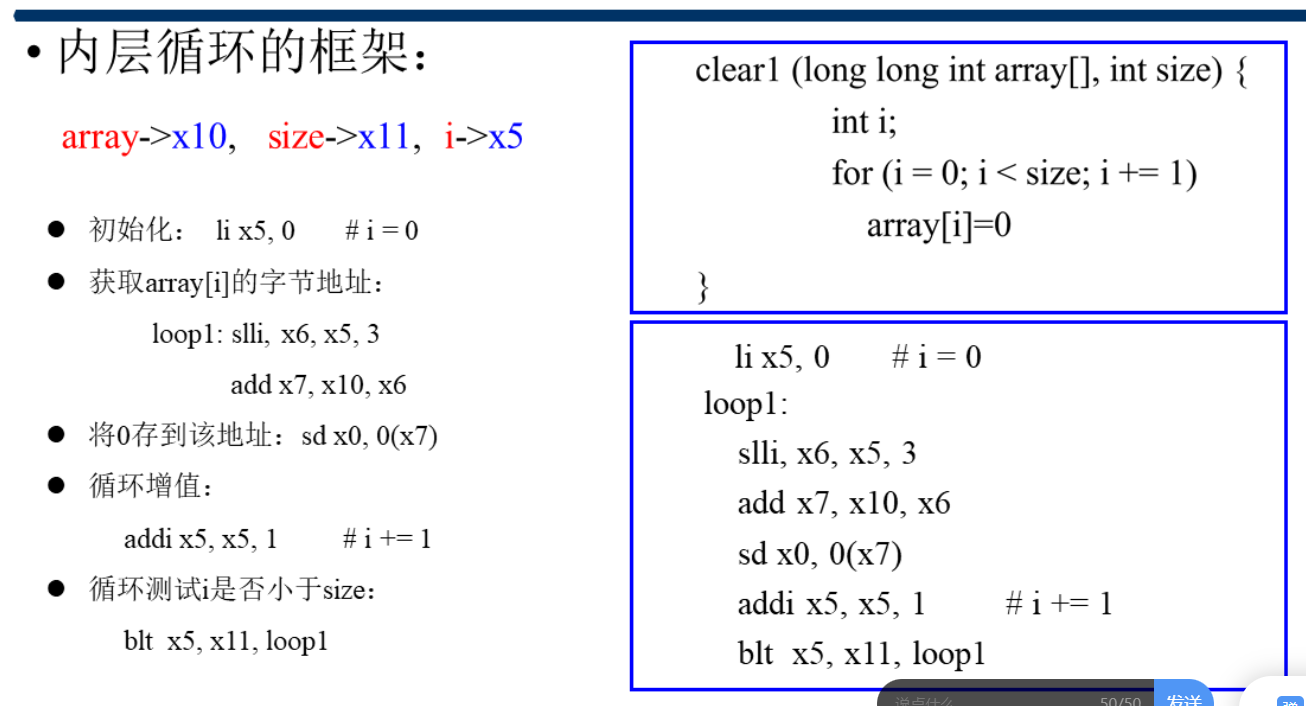 • 内层循环的框架：
array->x10, size->x11, i->x5
● 初始化： li x5, 0 # i = 0
● 获取array[i]的字节地址：
loop1: slli, x6, x5, 3
add x7, x10, x6
● 将0存到该地址：sd x0, 0(x7)
● 循环增值：
addi x5, x5, 1 # i += 1
● 循环测试i是否小于size：
blt x5, x11, loop1
clear1 (long long int array[], int size) {
int i;
for (i = 0; i < size; i += 1)
array[i]=0
}
li x5, 0 # i = 0
loop1:
slli, x6, x5, 3
add x7, x10, x6
sd x0, 0(x7)
addi x5, x5, 1 # i += 1
blt x5, x11, loop1
说点什么 50/50 发送
弹